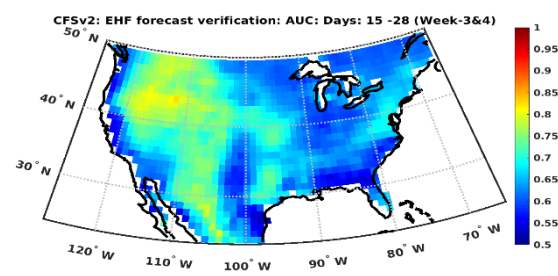 CFSv2: EHF forecast verification: AUC: Days: 15 -28 (Week-3&4)
50° N
40° N
30° N
120° W
110° W
100° W
90° W
80° W
70° W
1
0.95
0.9
0.85
0.8
0.75
0.7
0.65
0.6
0.55
0.5